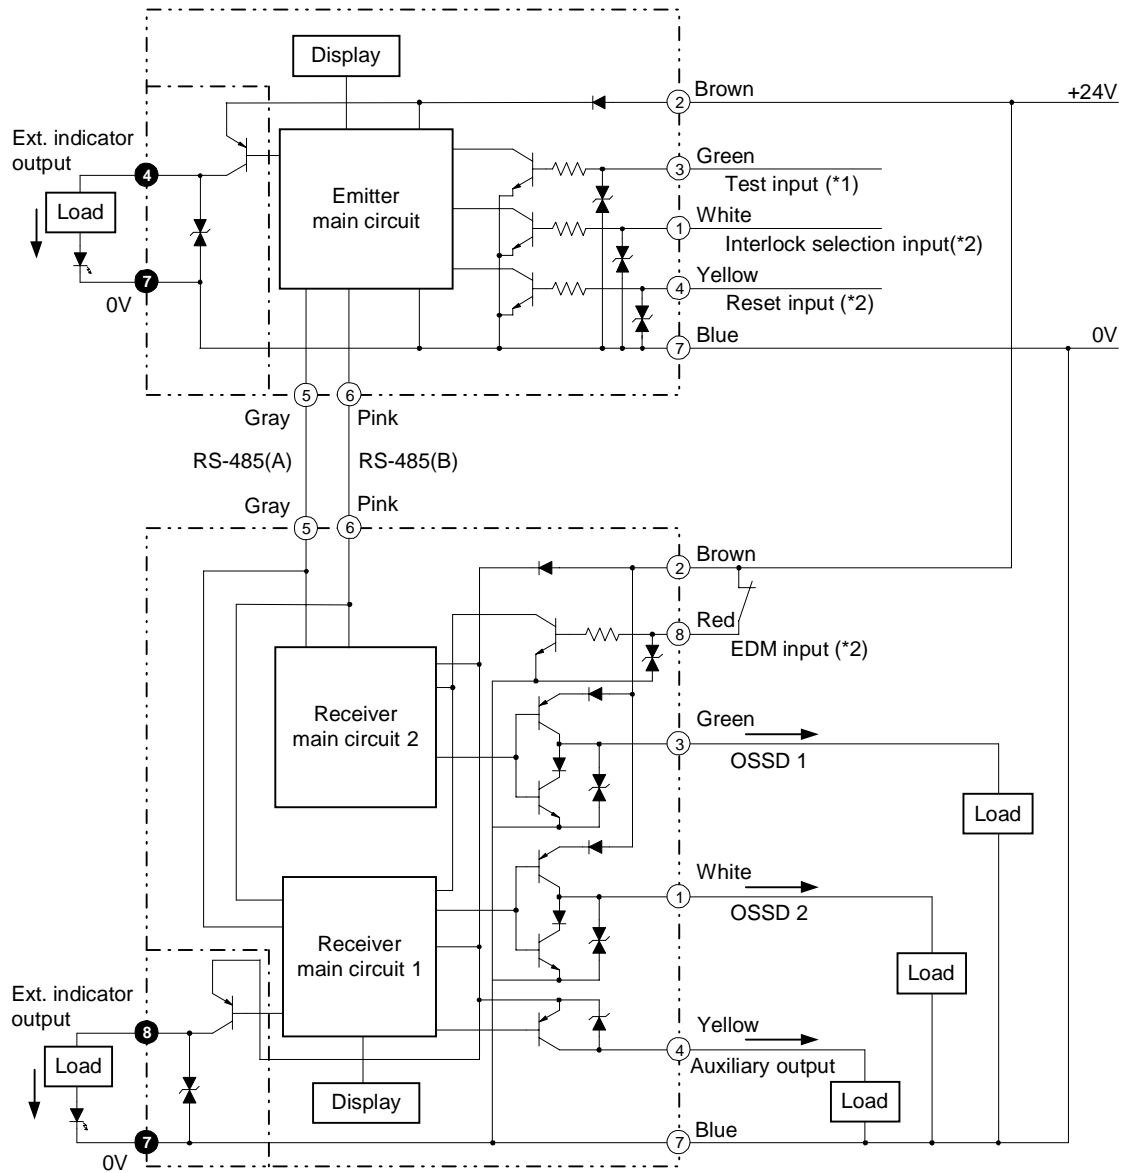 Display
2
Brown
+24V
Ext. indicator
output
4
Load
7
0V
Emitter
main circuit
3
Green
Test input (*1)
1
White
Interlock selection input(*2)
4
Yellow
Reset input (*2)
7
Blue
0V
5
6
Gray
Pink
RS-485(A)
RS-485(B)
Gray
Pink
5
6
2
Brown
8
Red
EDM input (*2)
Receiver
main circuit 2
3
Green
OSSD 1
Load
1
White
OSSD 2
Load
Receiver
main circuit 1
Ext. indicator
output
8
Load
7
0V
4
Yellow
Auxiliary output
Load
Display
7
Blue